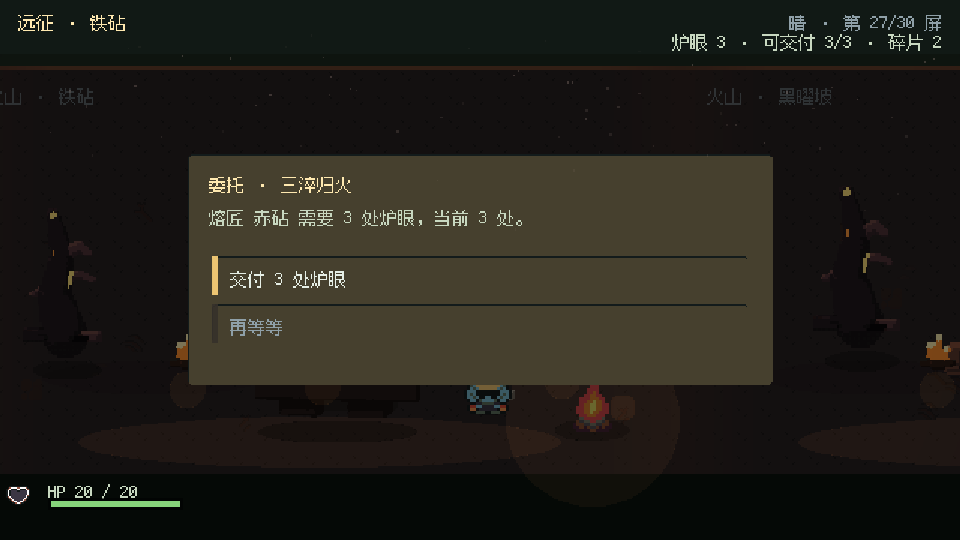 远征 · 铁砧
晴 · 第 27/30 屏
炉眼 3 · 可交付 3/3 · 碎片 2
火山 · 铁砧
火山 · 黑曜坡
委托 · 三淬归火
熔匠 赤砧 需要 3 处炉眼，当前 3 处。
交付 3 处炉眼
再等等
HP 20 / 20